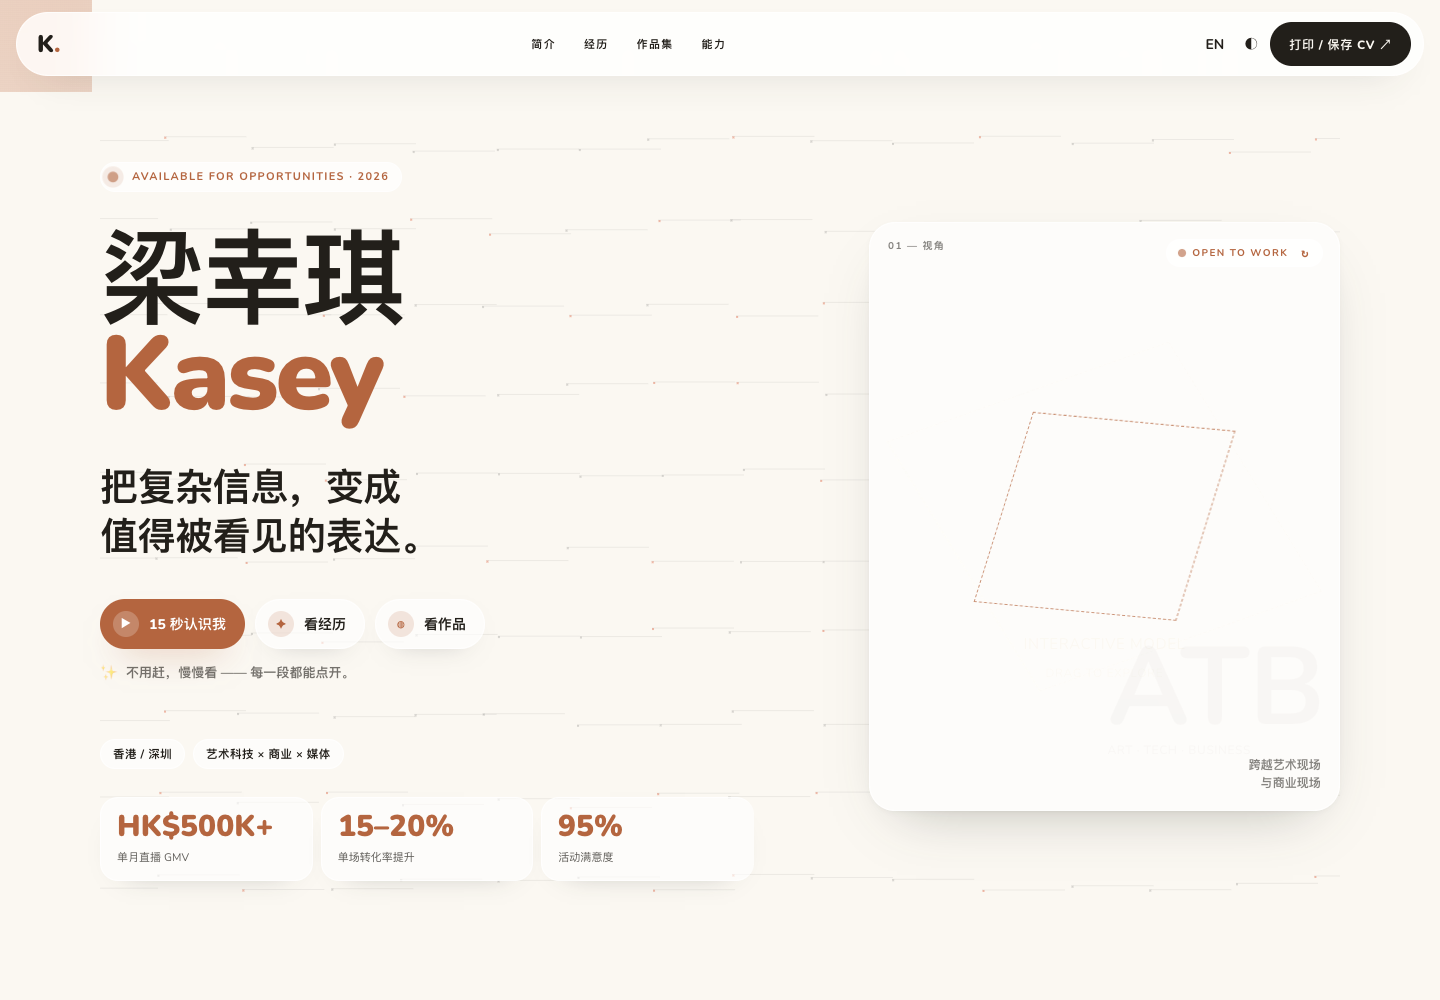 K.
简介
经历
作品集
能力
EN
打印 / 保存 CV ↗
AVAILABLE FOR OPPORTUNITIES · 2026
梁幸琪
Kasey
把复杂信息，变成
值得被看见的表达。
15 秒认识我
看经历
看作品
✨ 不用赶，慢慢看 —— 每一段都能点开。
香港 / 深圳
艺术科技 × 商业 × 媒体
HK$500K+
单月直播 GMV
15–20%
单场转化率提升
95%
活动满意度
01 — 视角
OPEN TO WORK ↻
ATB
跨越艺术现场
与商业现场